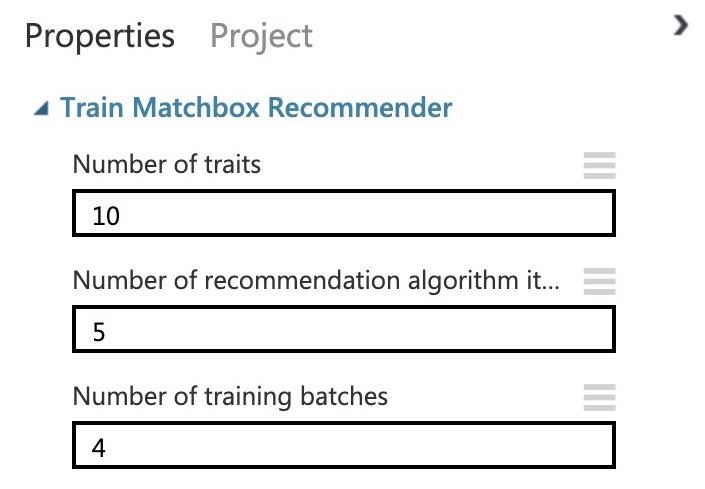 Properties Project
Train Matchbox Recommender
Number of traits
10
Number of recommendation algorithm it...
5
Number of training batches
4